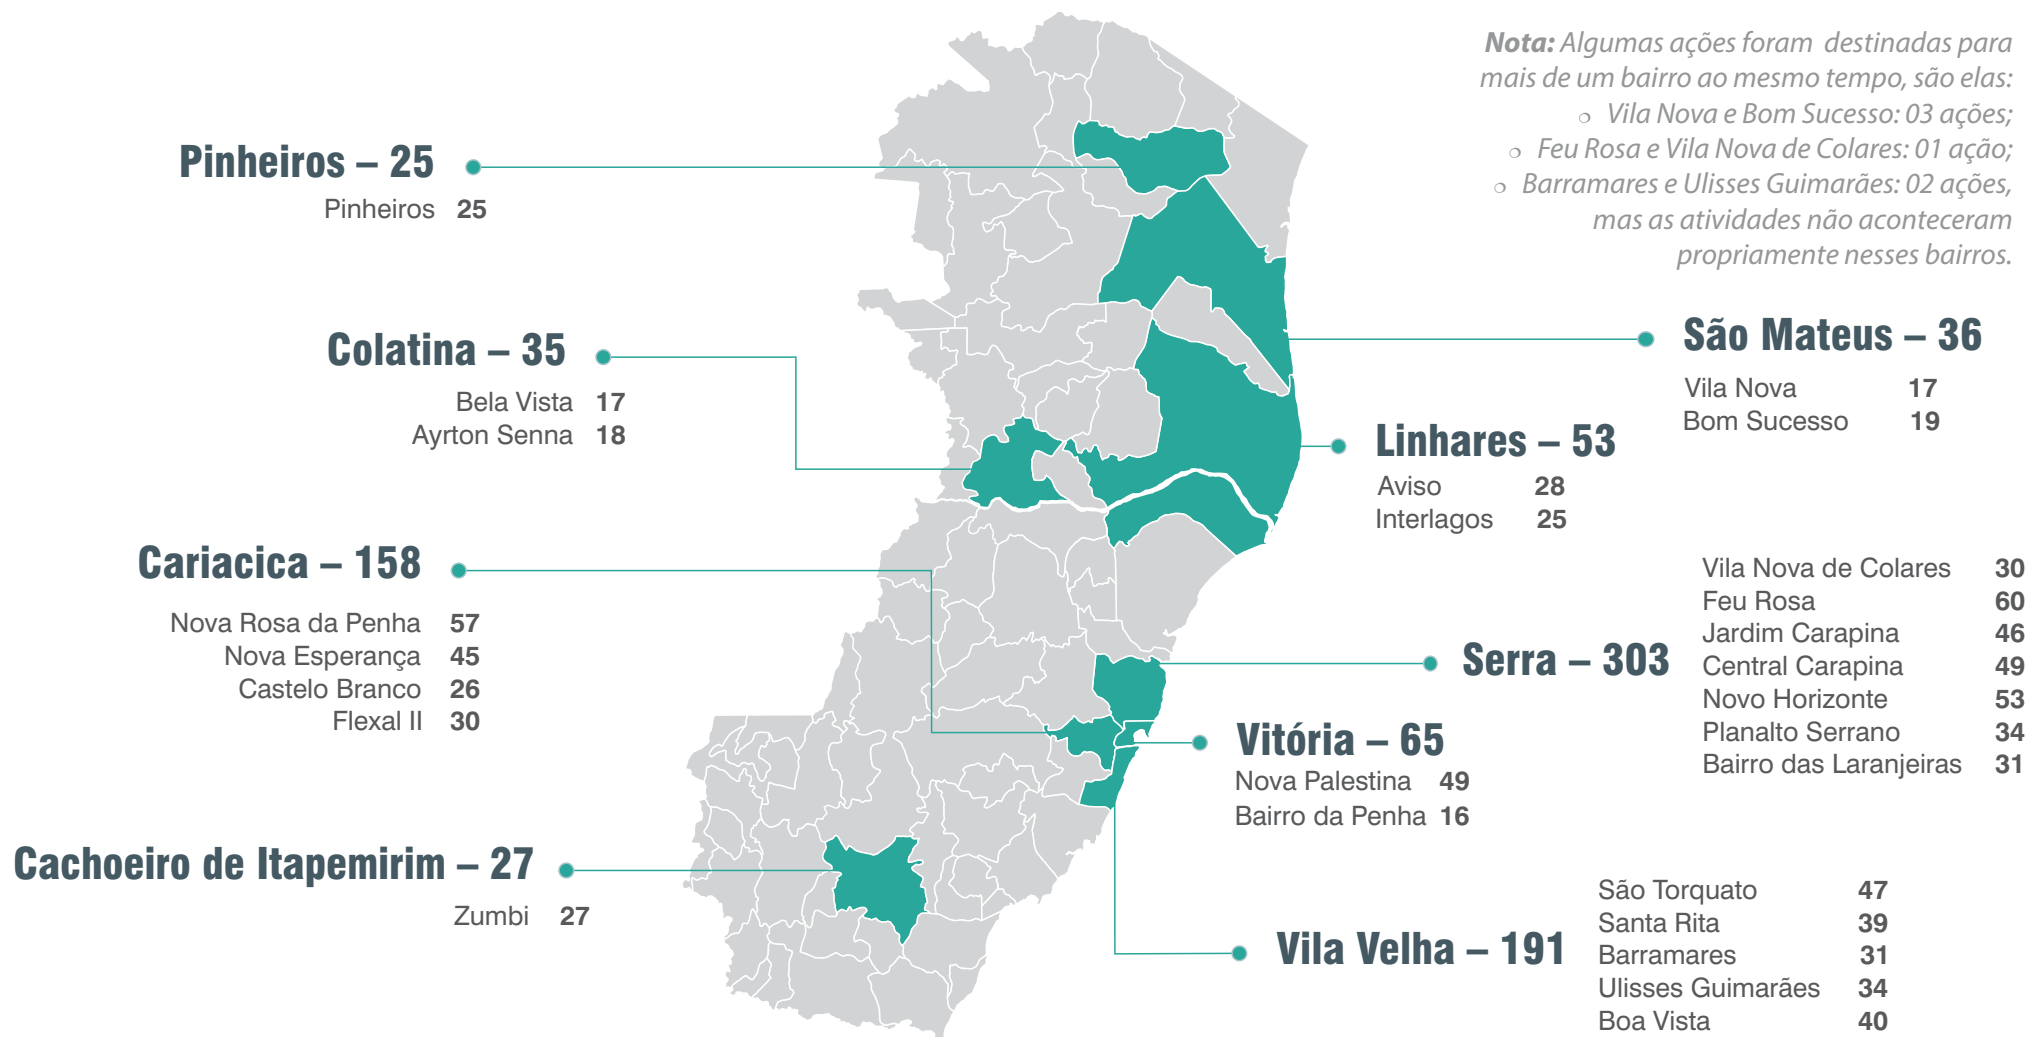 Nota: Algumas ações foram destinadas para
mais de um bairro ao mesmo tempo, são elas:
○ Vila Nova e Bom Sucesso: 03 ações;
○ Feu Rosa e Vila Nova de Colares: 01 ação;
○ Barramares e Ulisses Guimarães: 02 ações,
mas as atividades não aconteceram
propriamente nesses bairros.
Pinheiros – 25
Pinheiros 25
Colatina – 35
Bela Vista 17
Ayrton Senna 18
São Mateus – 36
Vila Nova 17
Bom Sucesso 19
Linhares – 53
Aviso 28
Interlagos 25
Cariacica – 158
Nova Rosa da Penha 57
Nova Esperança 45
Castelo Branco 26
Flexal II 30
Serra – 303
Vila Nova de Colares 30
Feu Rosa 60
Jardim Carapina 46
Central Carapina 49
Novo Horizonte 53
Planalto Serrano 34
Bairro das Laranjeiras 31
Vitória – 65
Nova Palestina 49
Bairro da Penha 16
Cachoeiro de Itapemirim – 27
Zumbi 27
Vila Velha – 191
São Torquato 47
Santa Rita 39
Barramares 31
Ulisses Guimarães 34
Boa Vista 40